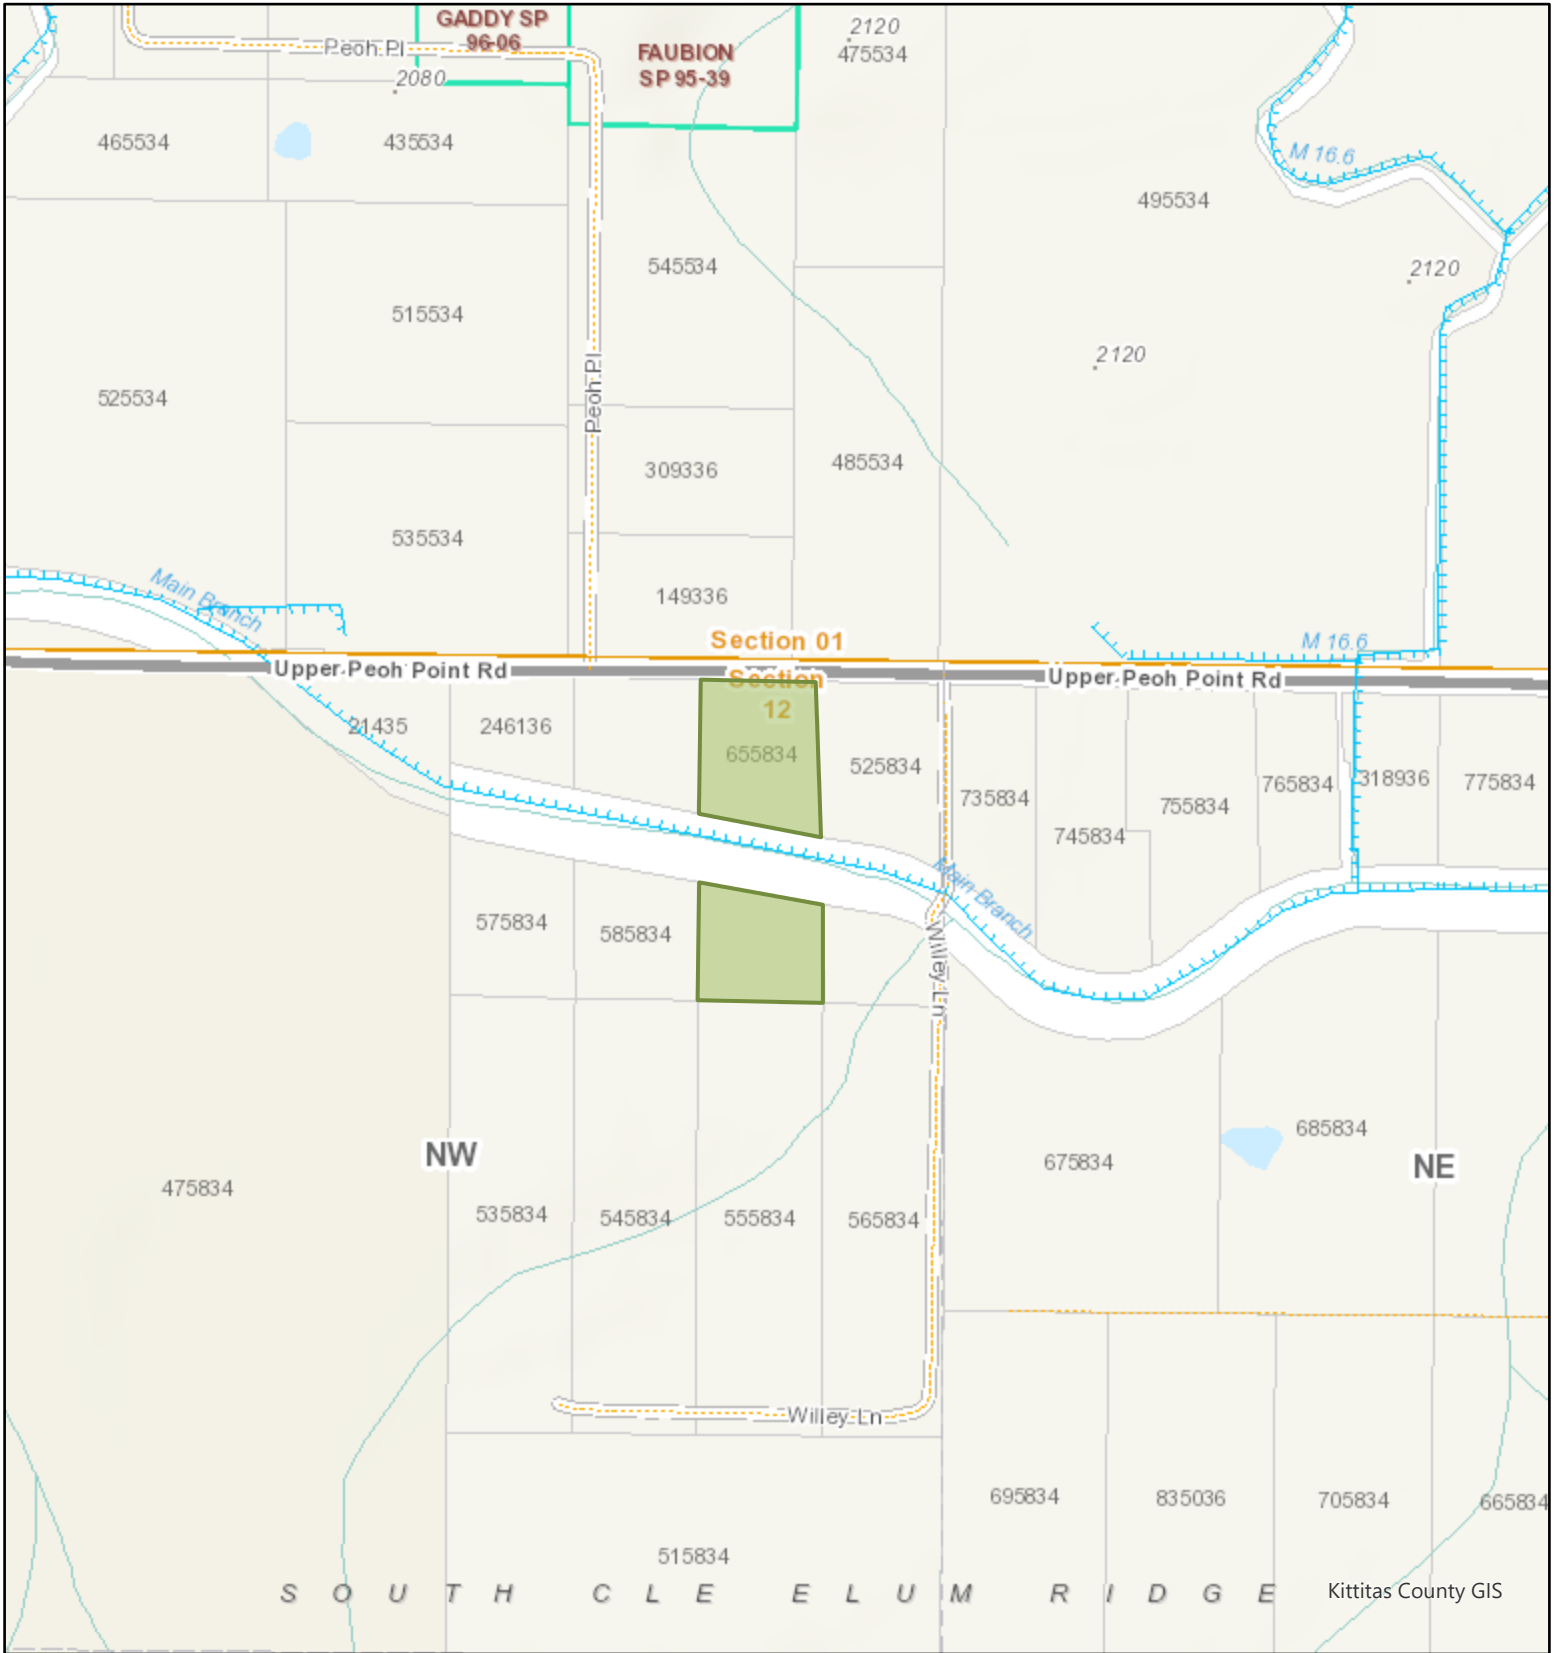 GADDY SP
96-06
Peoh Pl
2080
FAUBION
SP 95-39
2120
475534
465534
435534
M 16.6
495534
545534
2120
515534
2120
525534
Peoh Pl
309336
485534
535534
149336
Main Branch
Section 01
M 16.6
Upper Peoh Point Rd
Section
12
Upper Peoh Point Rd
21435
246136
655834
525834
735834
745834
755834
765834
318936
775834
Main Branch
575834
585834
Willey Ln
NW
NE
475834
535834
545834
555834
565834
675834
685834
Willey Ln
695834
835036
705834
665834
515834
SOUTH CLE ELUM RIDGE
Kittitas County GIS